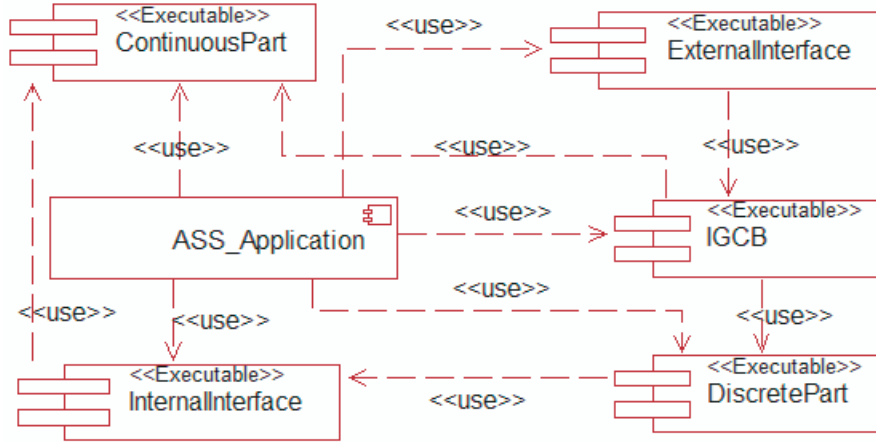 <<Executable>>
ContinuousPart
<<use>>
<<Executable>>
ExternalInterface
<<use>>
<<use>>
<<use>>
ASS_Application
<<use>>
<<Executable>>
IGCB
<<use>>
<<use>>
<<use>>
<<use>>
<<Executable>>
InternalInterface
<<use>>
<<Executable>>
DiscretePart